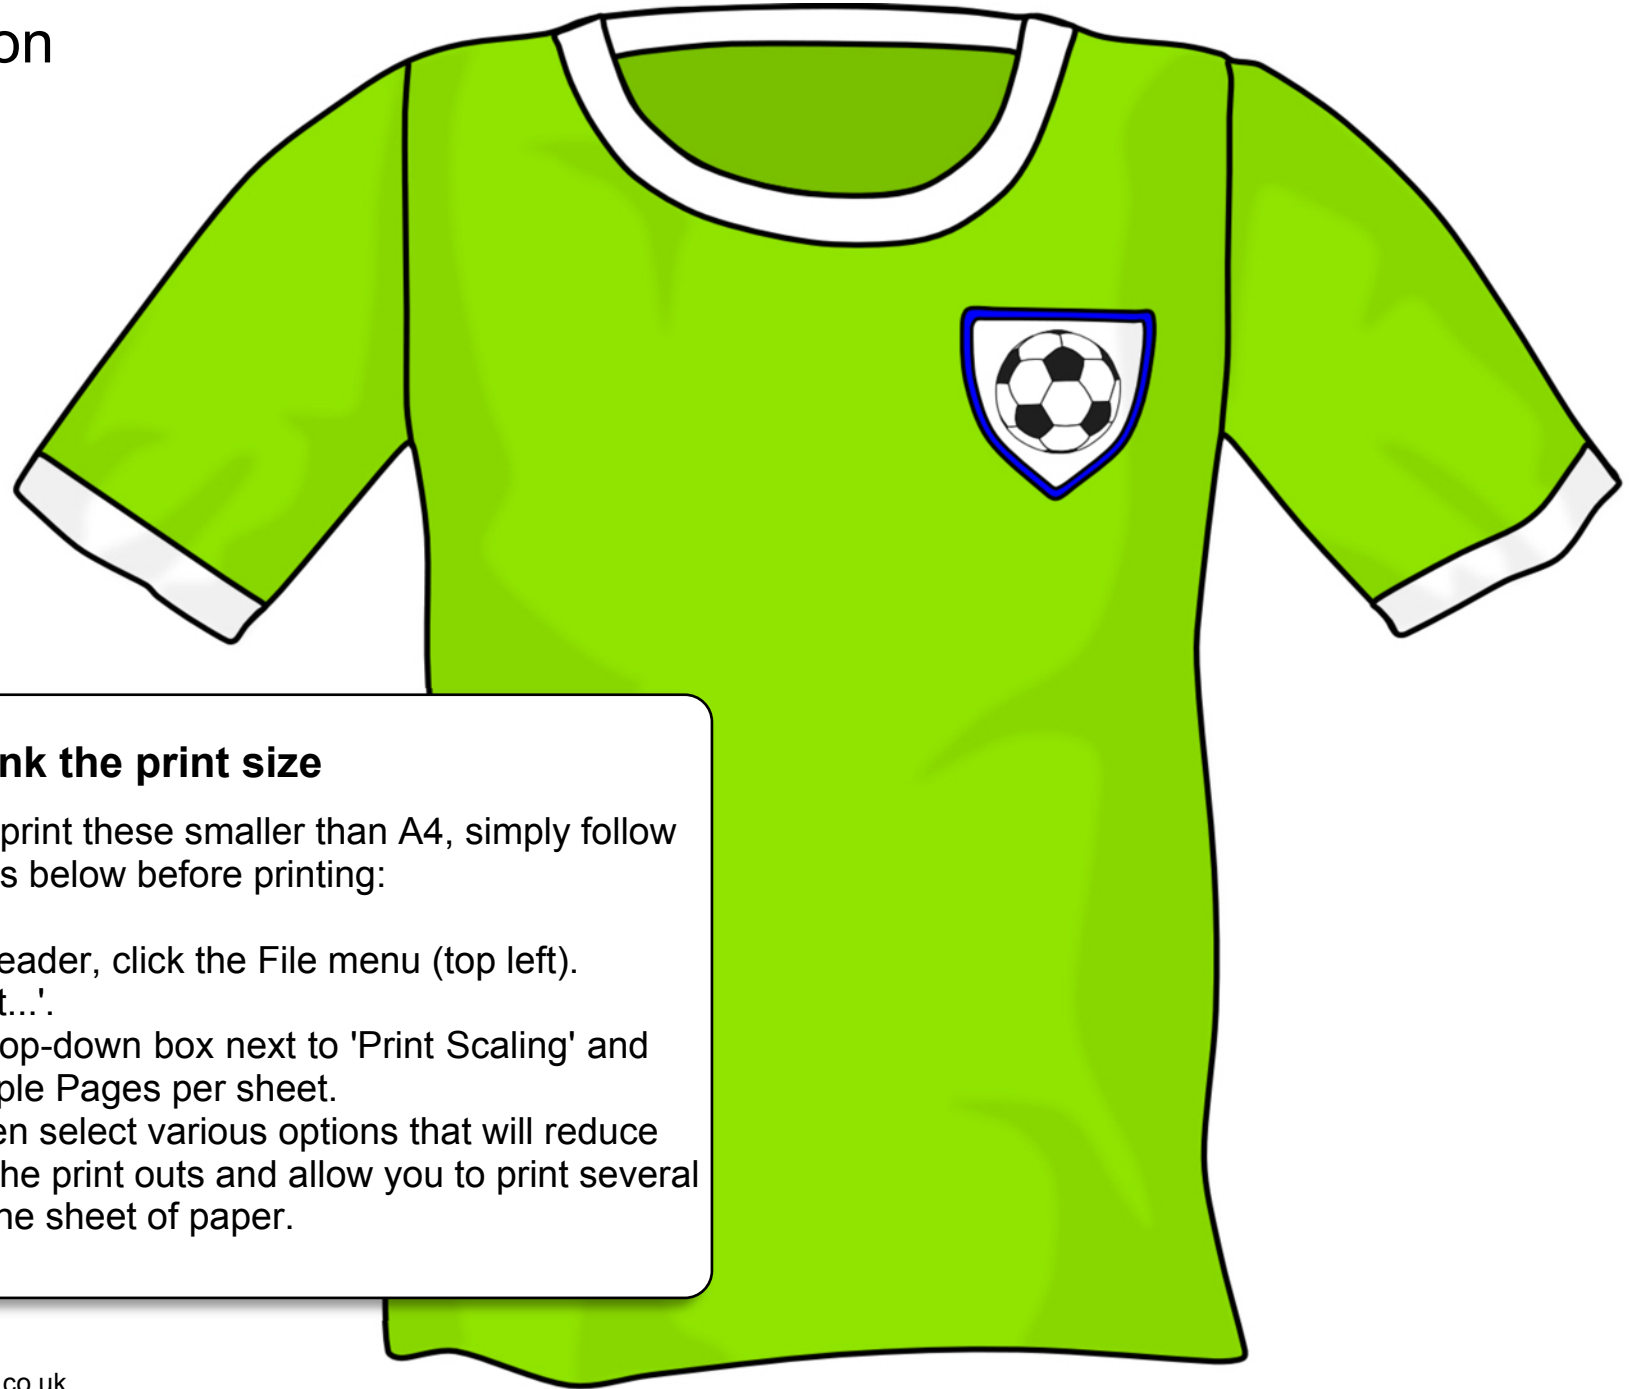 on
nk the print size
print these smaller than A4, simply follow
s below before printing:
eader, click the File menu (top left).
t...'.
op-down box next to 'Print Scaling' and
ple Pages per sheet.
en select various options that will reduce
he print outs and allow you to print several
ne sheet of paper.
.co.uk